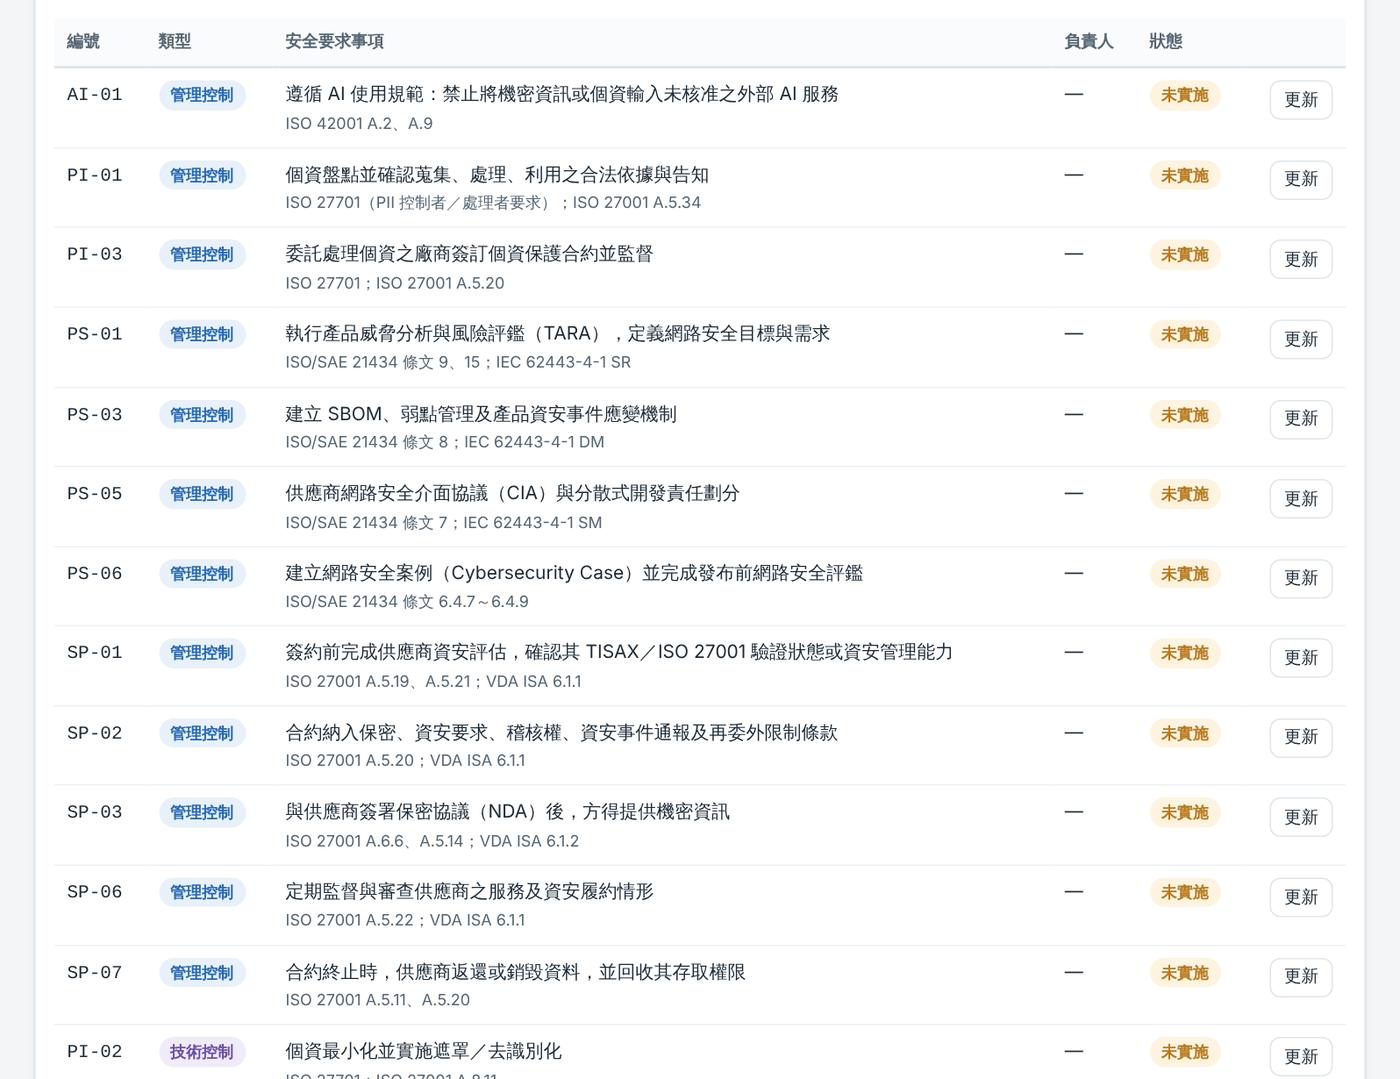 編號 類型 安全要求事項 負責人 狀態
AI-01 管理控制 遵循 AI 使用規範：禁止將機密資訊或個資輸入未核准之外部 AI 服務 — 未實施 更新
ISO 42001 A.2、A.9
PI-01 管理控制 個資盤點並確認蒐集、處理、利用之合法依據與告知 — 未實施 更新
ISO 27701（PII 控制者／處理者要求）；ISO 27001 A.5.34
PI-03 管理控制 委託處理個資之廠商簽訂個資保護合約並監督 — 未實施 更新
ISO 27701；ISO 27001 A.5.20
PS-01 管理控制 執行產品威脅分析與風險評鑑（TARA），定義網路安全目標與需求 — 未實施 更新
ISO/SAE 21434 條文 9、15；IEC 62443-4-1 SR
PS-03 管理控制 建立 SBOM、弱點管理及產品資安事件應變機制 — 未實施 更新
ISO/SAE 21434 條文 8；IEC 62443-4-1 DM
PS-05 管理控制 供應商網路安全介面協議（CIA）與分散式開發責任劃分 — 未實施 更新
ISO/SAE 21434 條文 7；IEC 62443-4-1 SM
PS-06 管理控制 建立網路安全案例（Cybersecurity Case）並完成發布前網路安全評鑑 — 未實施 更新
ISO/SAE 21434 條文 6.4.7～6.4.9
SP-01 管理控制 簽約前完成供應商資安評估，確認其 TISAX／ISO 27001 驗證狀態或資安管理能力 — 未實施 更新
ISO 27001 A.5.19、A.5.21；VDA ISA 6.1.1
SP-02 管理控制 合約納入保密、資安要求、稽核權、資安事件通報及再委外限制條款 — 未實施 更新
ISO 27001 A.5.20；VDA ISA 6.1.1
SP-03 管理控制 與供應商簽署保密協議（NDA）後，方得提供機密資訊 — 未實施 更新
ISO 27001 A.6.6、A.5.14；VDA ISA 6.1.2
SP-06 管理控制 定期監督與審查供應商之服務及資安履約情形 — 未實施 更新
ISO 27001 A.5.22；VDA ISA 6.1.1
SP-07 管理控制 合約終止時，供應商返還或銷毀資料，並回收其存取權限 — 未實施 更新
ISO 27001 A.5.11、A.5.20
PI-02 技術控制 個資最小化並實施遮罩／去識別化 — 未實施 更新
ISO 27701；ISO 27001 A.8.11